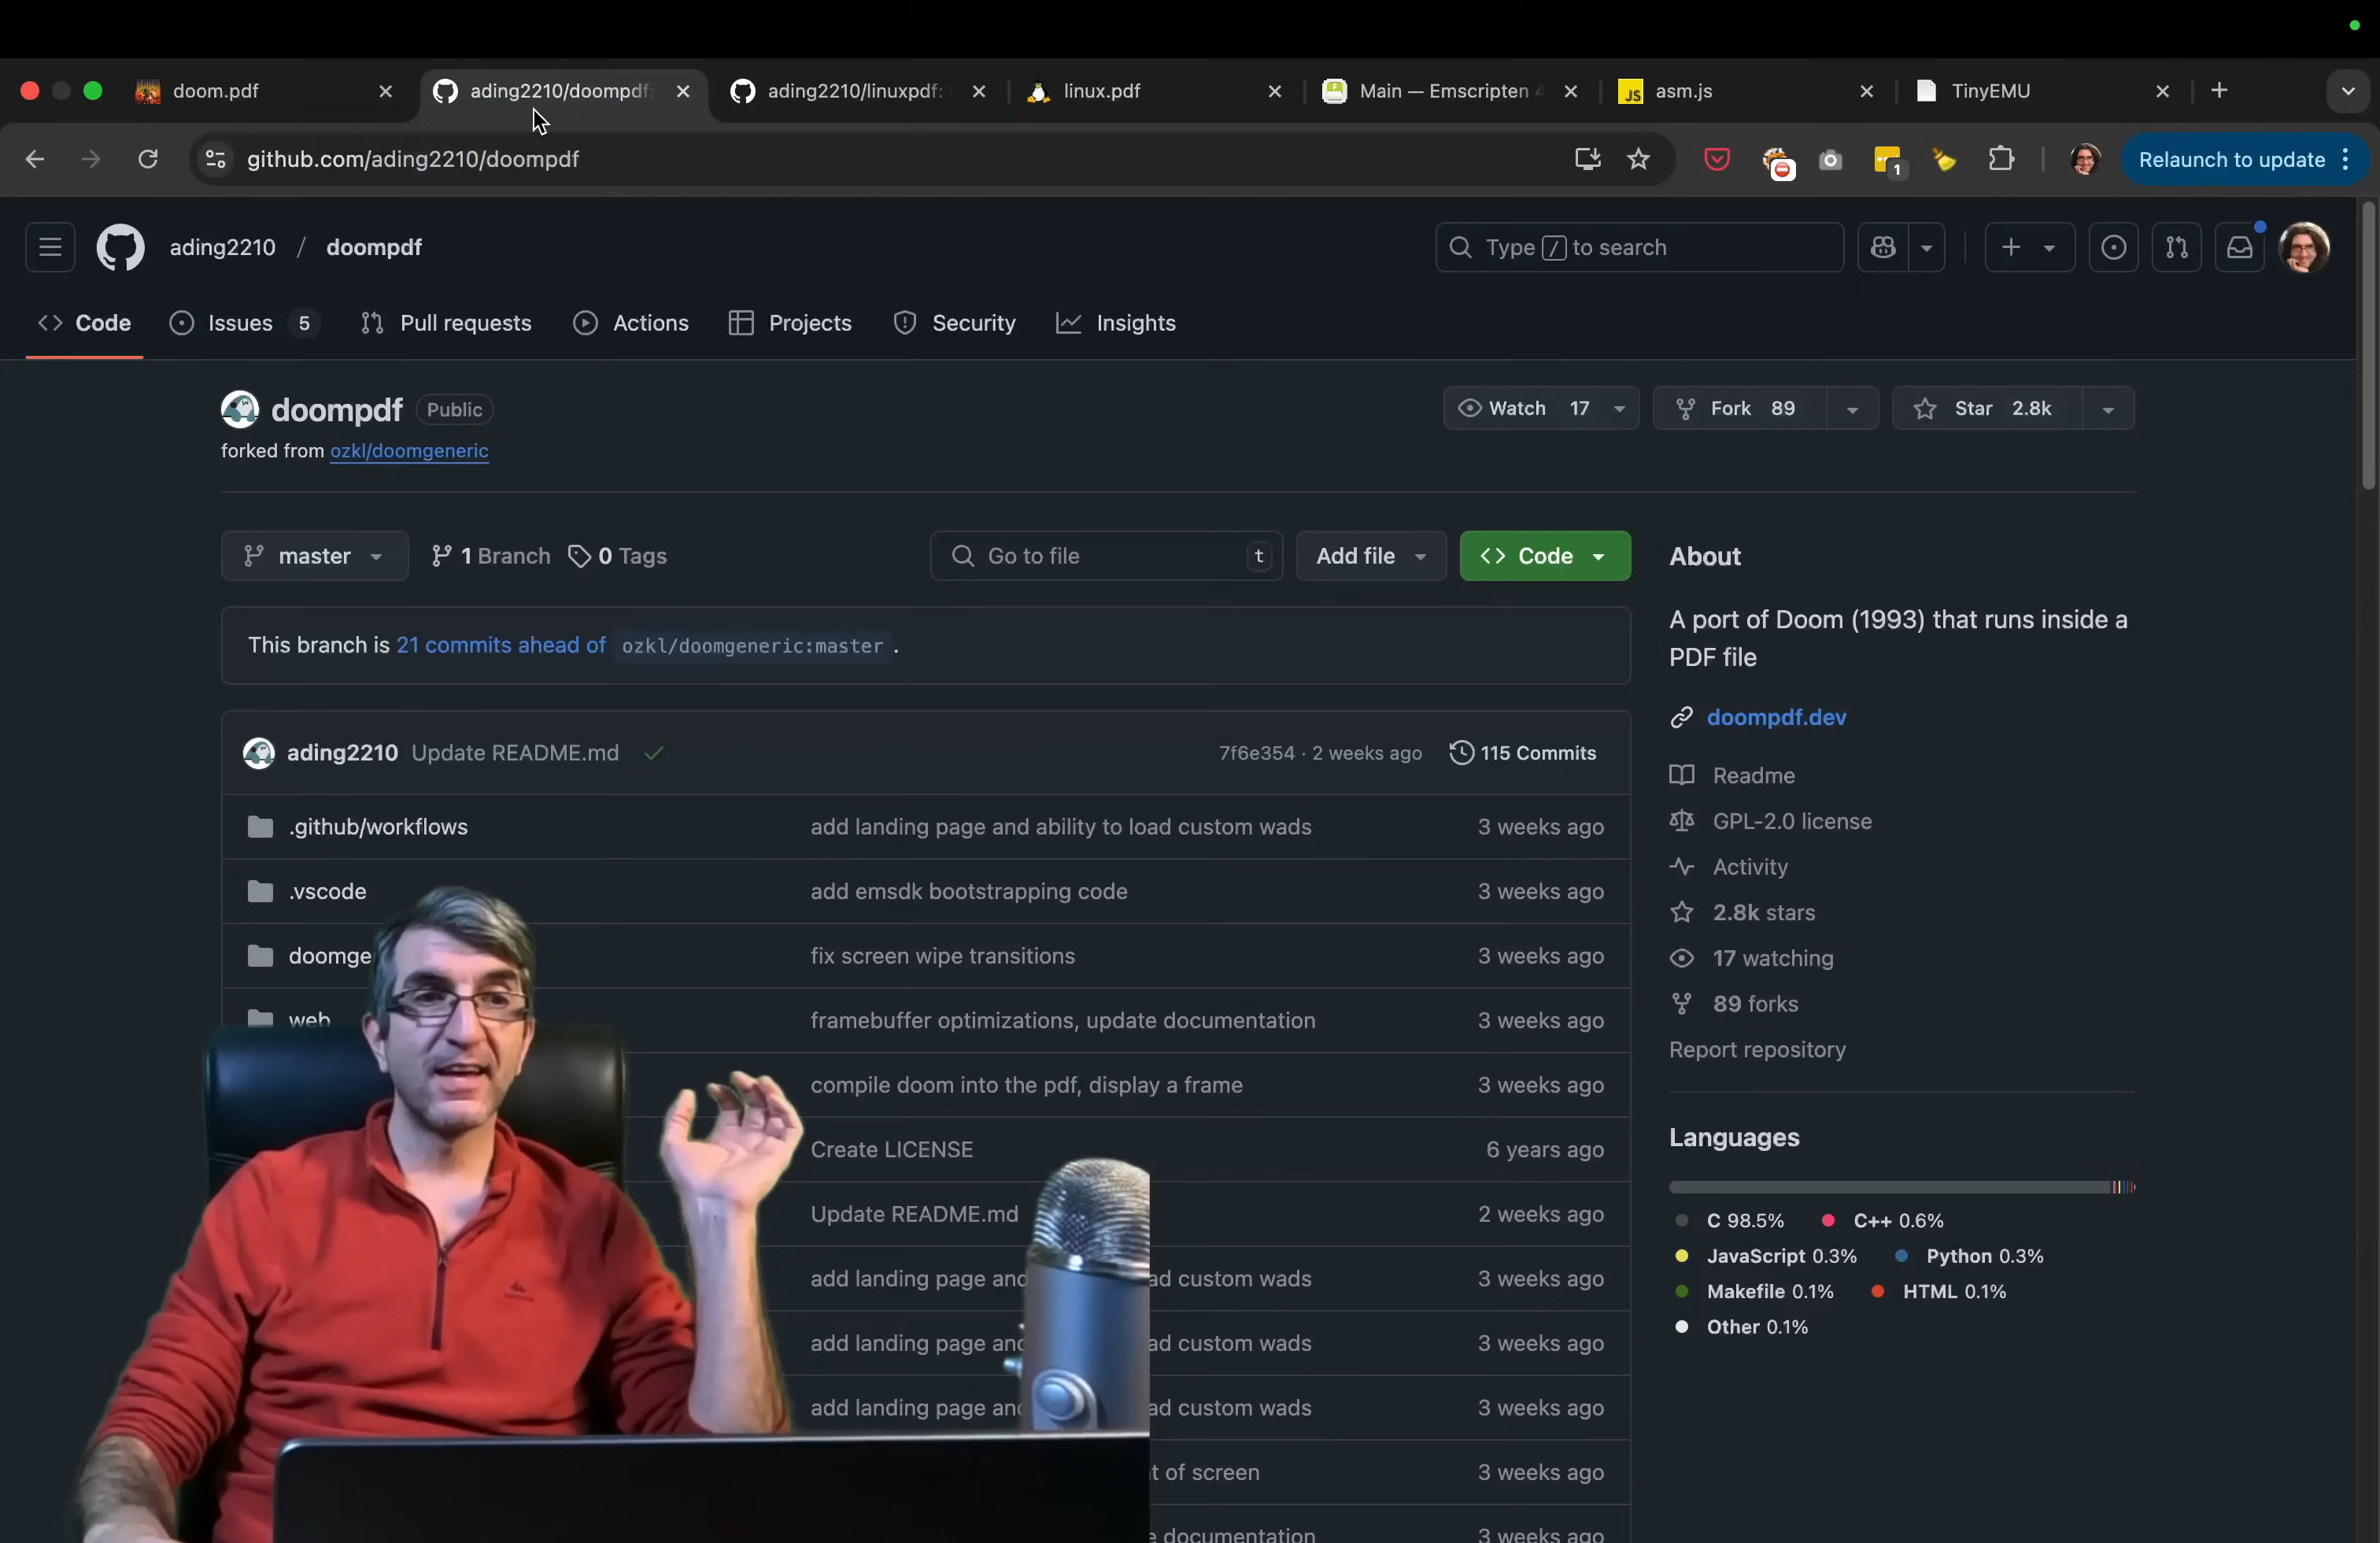 doom.pdf
ading2210/doompdf:
ading2210/linuxpdf:
linux.pdf
Main — Emscripten 4
asm.js
TinyEMU
github.com/ading2210/doompdf
1
Relaunch to update
ading2210 / doompdf
Type / to search
Code
Issues 5
Pull requests
Actions
Projects
Security
Insights
doompdf Public
Watch 17
Fork 89
Star 2.8k
forked from ozkl/doomgeneric
master
1 Branch
0 Tags
Go to file t
Add file
Code
This branch is 21 commits ahead of ozkl/doomgeneric:master .
ading2210 Update README.md
7f6e354 · 2 weeks ago
115 Commits
.github/workflows add landing page and ability to load custom wads 3 weeks ago
.vscode add emsdk bootstrapping code 3 weeks ago
doomge fix screen wipe transitions 3 weeks ago
web framebuffer optimizations, update documentation 3 weeks ago
compile doom into the pdf, display a frame 3 weeks ago
Create LICENSE 6 years ago
Update README.md 2 weeks ago
add landing page and ad custom wads 3 weeks ago
add landing page and ad custom wads 3 weeks ago
add landing page and ad custom wads 3 weeks ago
t of screen 3 weeks ago
documentation 3 weeks ago
About
A port of Doom (1993) that runs inside a
PDF file
doompdf.dev
Readme
GPL-2.0 license
Activity
2.8k stars
17 watching
89 forks
Report repository
Languages
C 98.5% C++ 0.6%
JavaScript 0.3% Python 0.3%
Makefile 0.1% HTML 0.1%
Other 0.1%